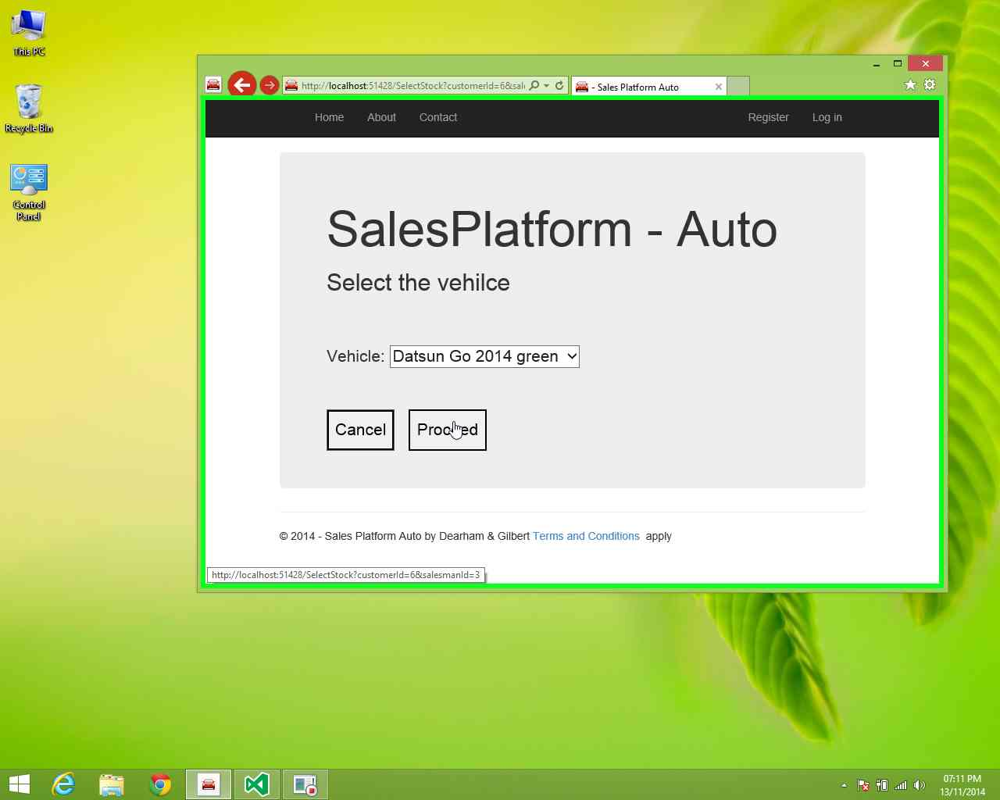 This PC
Recycle Bin
Control
Panel
http://localhost:51428/SelectStock?customerId=6&sal
- Sales Platform Auto
Home About Contact Register Log in
SalesPlatform - Auto
Select the vehilce
Vehicle: Datsun Go 2014 green
Cancel Proceed
© 2014 - Sales Platform Auto by Dearham & Gilbert Terms and Conditions apply
http://localhost:51428/SelectStock?customerId=6&salesmanId=3
07:11 PM
13/11/2014